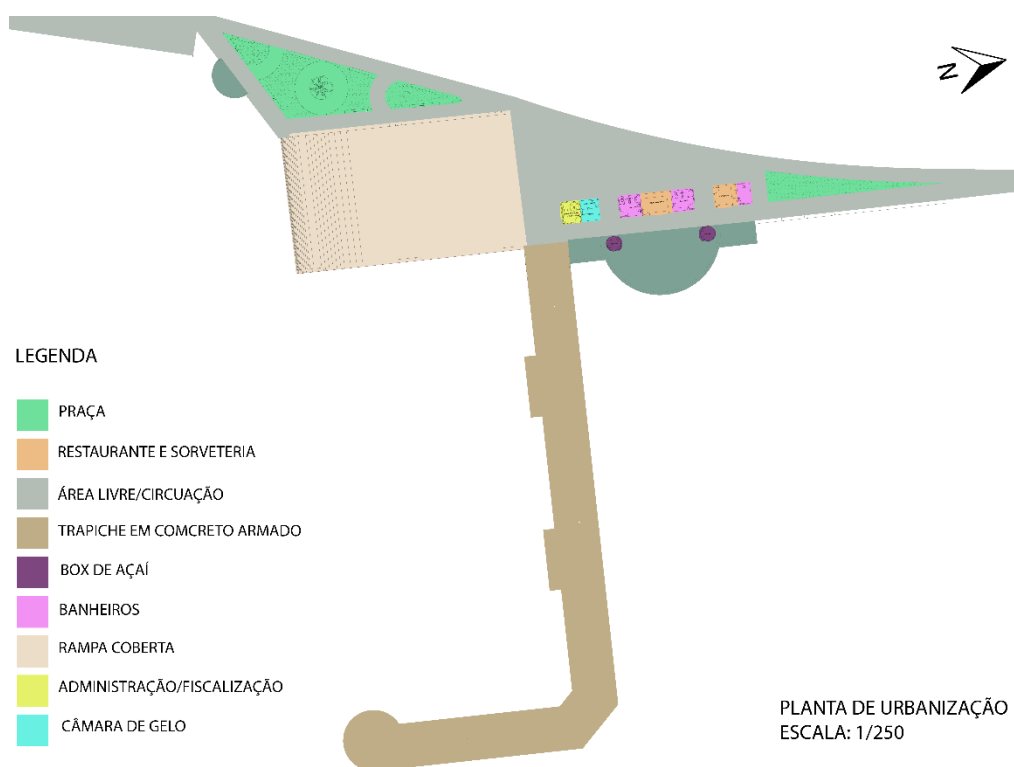 N
LEGENDA
PRAÇA
RESTAURANTE E SORVETERIA
ÁREA LIVRE/CIRCUAÇÃO
TRAPICHE EM COMCRETO ARMADO
BOX DE AÇAÍ
BANHEIROS
RAMPA COBERTA
ADMINISTRAÇÃO/FISCALIZAÇÃO
CÂMARA DE GELO
PLANTA DE URBANIZAÇÃO
ESCALA: 1/250